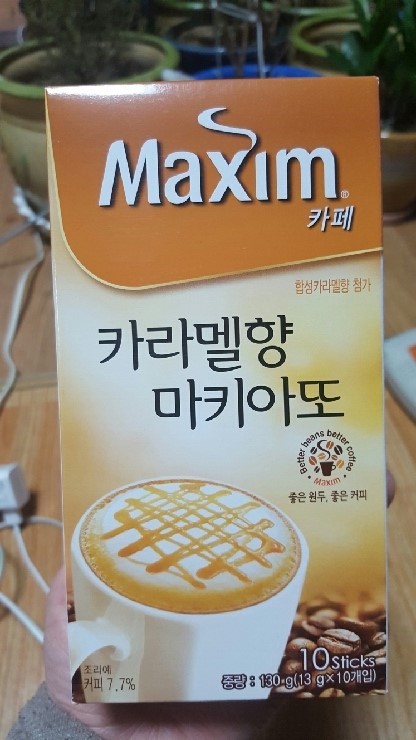 Maxim®
카페
합성카라멜향 첨가
카라멜향
마키아또
Better beans better coffee
Maxim
좋은 원두, 좋은 커피
조리예
커피 7.7%
10 Sticks
중량 : 130 g(13 g×10개입)